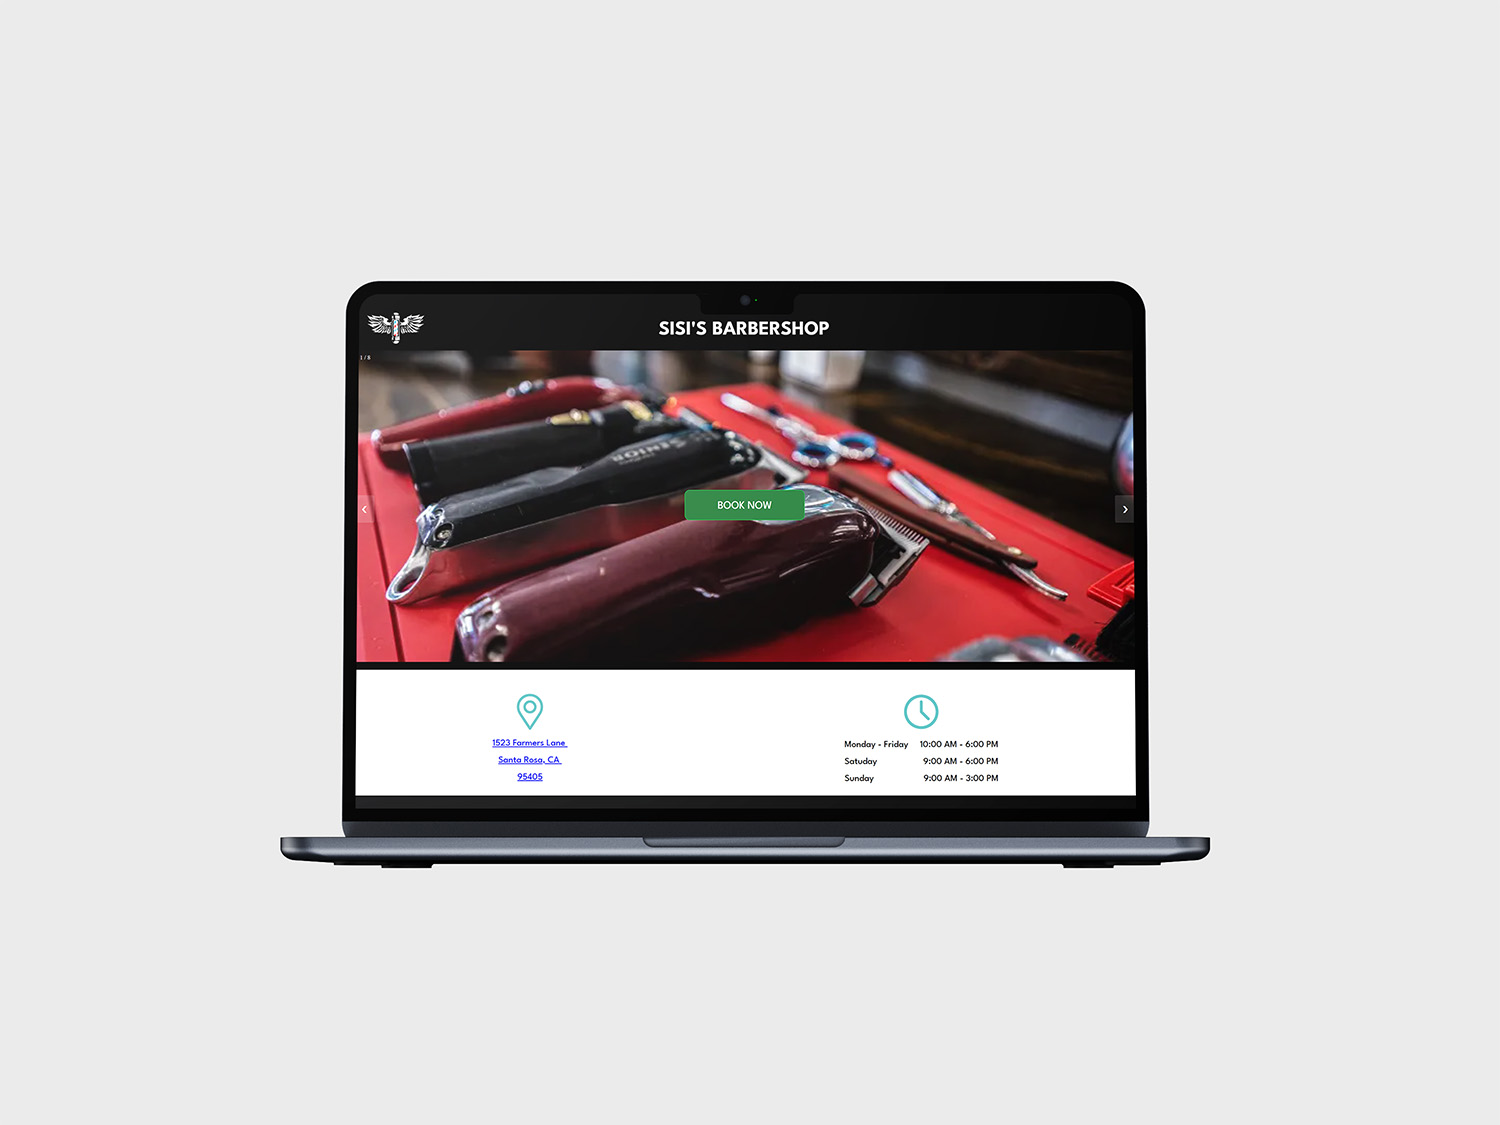 SISI'S BARBERSHOP
1 / 8
SENIOR
‹
BOOK NOW
›
1523 Farmers Lane
Santa Rosa, CA
95405
Monday - Friday 10:00 AM - 6:00 PM
Satuday 9:00 AM - 6:00 PM
Sunday 9:00 AM - 3:00 PM